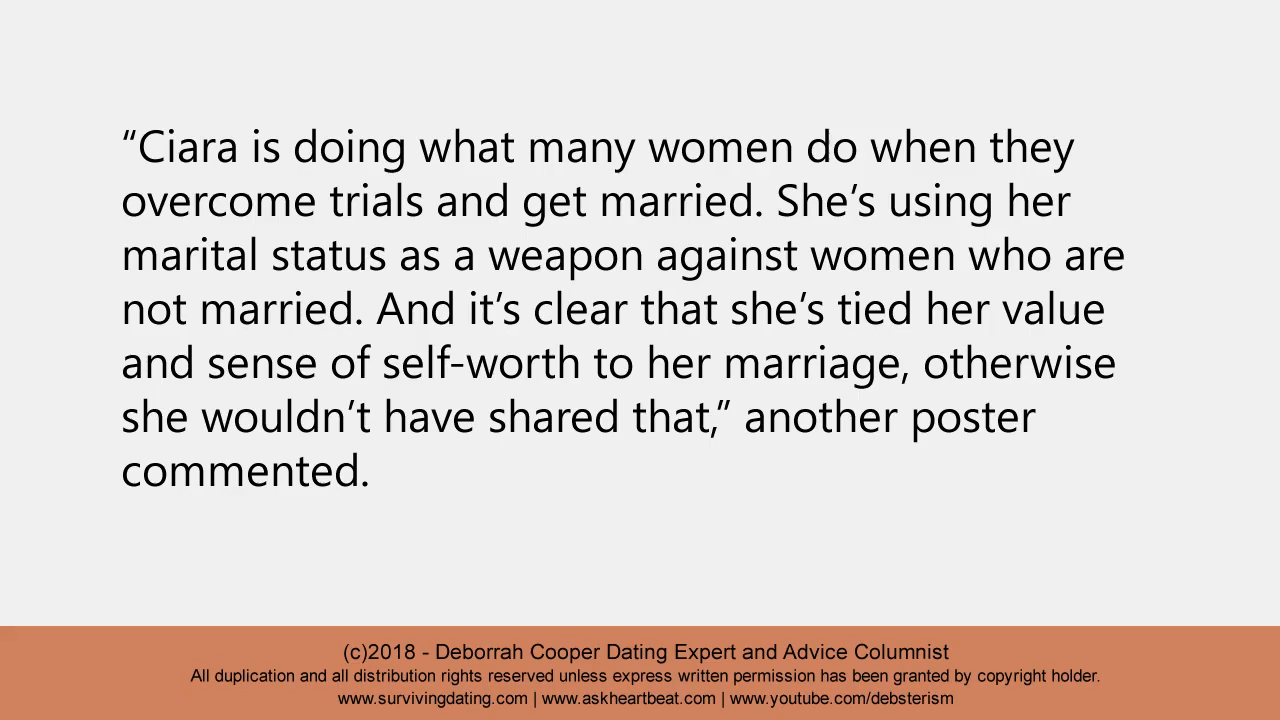 “Ciara is doing what many women do when they
overcome trials and get married. She’s using her
marital status as a weapon against women who are
not married. And it’s clear that she’s tied her value
and sense of self-worth to her marriage, otherwise
she wouldn’t have shared that,” another poster
commented.
(c)2018 - Deborrah Cooper Dating Expert and Advice Columnist
All duplication and all distribution rights reserved unless express written permission has been granted by copyright holder.
www.survivingdating.com | www.askheartbeat.com | www.youtube.com/debsterism